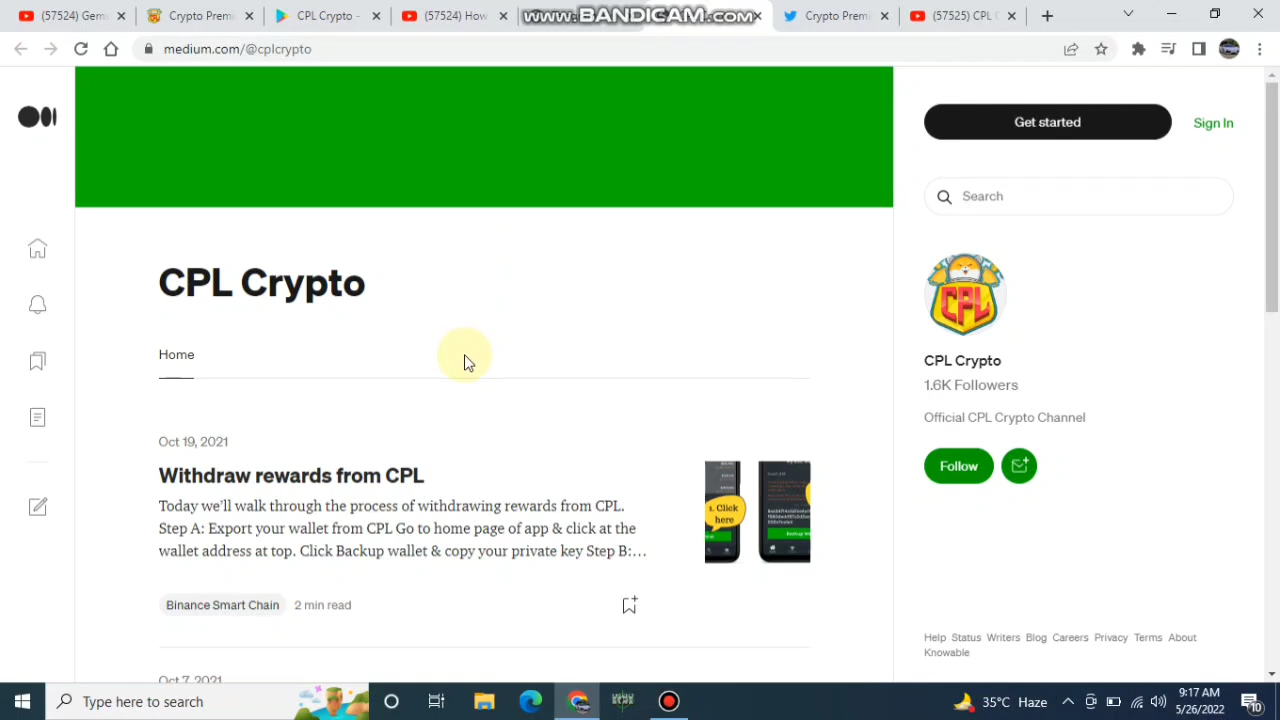 (57524) Gem
Crypto Prem
CPL Crypto -
(57524) How
WWW.BANDICAM.COM
Crypto Premi
(57525) CPL
medium.com/@cplcrypto
Get started
Sign In
Search
CPL Crypto
Home
CPL
CPL Crypto
1.6K Followers
Official CPL Crypto Channel
Follow
Oct 19, 2021
Withdraw rewards from CPL
Today we'll walk through the process of withdrawing rewards from CPL.
Step A: Export your wallet from CPL Go to home page of app & click at the
wallet address at top. Click Backup wallet & copy your private key Step B:…
1. Click
here
Binance Smart Chain
2 min read
Oct 7, 2021
Help Status Writers Blog Careers Privacy Terms About
Knowable
Type here to search
35°C Haze
9:17 AM
5/26/2022
10